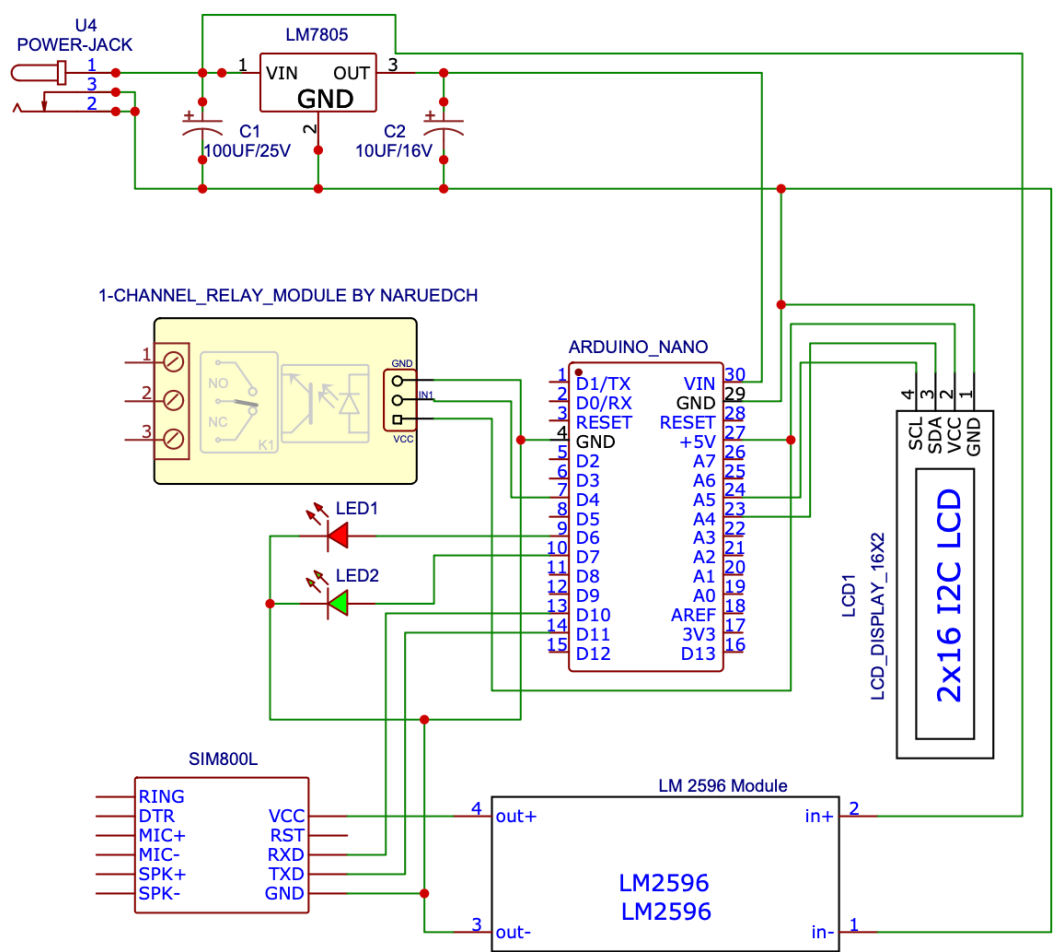 U4
POWER-JACK
1
3
2
LM7805
1
VIN
OUT
3
GND
2
+
C1
100UF/25V
+
C2
10UF/16V
1-CHANNEL_RELAY_MODULE BY NARUEDCH
1
2
3
NO
NC
K1
GND
IN1
VCC
ARDUINO_NANO
1
D1/TX
2
D0/RX
3
RESET
4
GND
5
D2
6
D3
7
D4
8
D5
9
D6
10
D7
11
D8
12
D9
13
D10
14
D11
15
D12
VIN
30
GND
29
RESET
28
+5V
27
A7
26
A6
25
A5
24
A4
23
A3
22
A2
21
A1
20
A0
19
AREF
18
3V3
17
D13
16
LED1
LED2
4
3
2
1
SCL
SDA
VCC
GND
2x16 I2C LCD
LCD1
LCD_DISPLAY_16X2
SIM800L
RING
DTR
MIC+
MIC-
SPK+
SPK-
VCC
RST
RXD
TXD
GND
LM 2596 Module
4
out+
in+
2
LM2596
LM2596
3
out-
in-
1